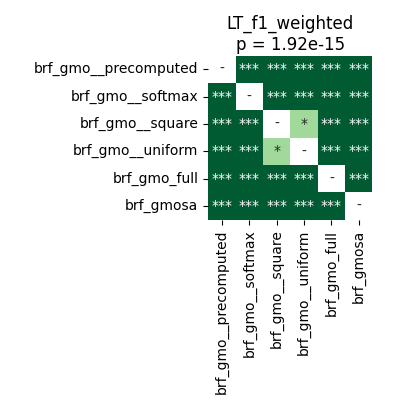 LT_f1_weighted
p = 1.92e-15
brf_gmo__precomputed - *** *** *** *** ***
brf_gmo__softmax *** - *** *** *** ***
brf_gmo__square *** *** - * *** ***
brf_gmo__uniform *** *** * - *** ***
brf_gmo_full *** *** *** *** - ***
brf_gmosa *** *** *** *** *** -
brf_gmo__precomputed
brf_gmo__softmax
brf_gmo__square
brf_gmo__uniform
brf_gmo_full
brf_gmosa